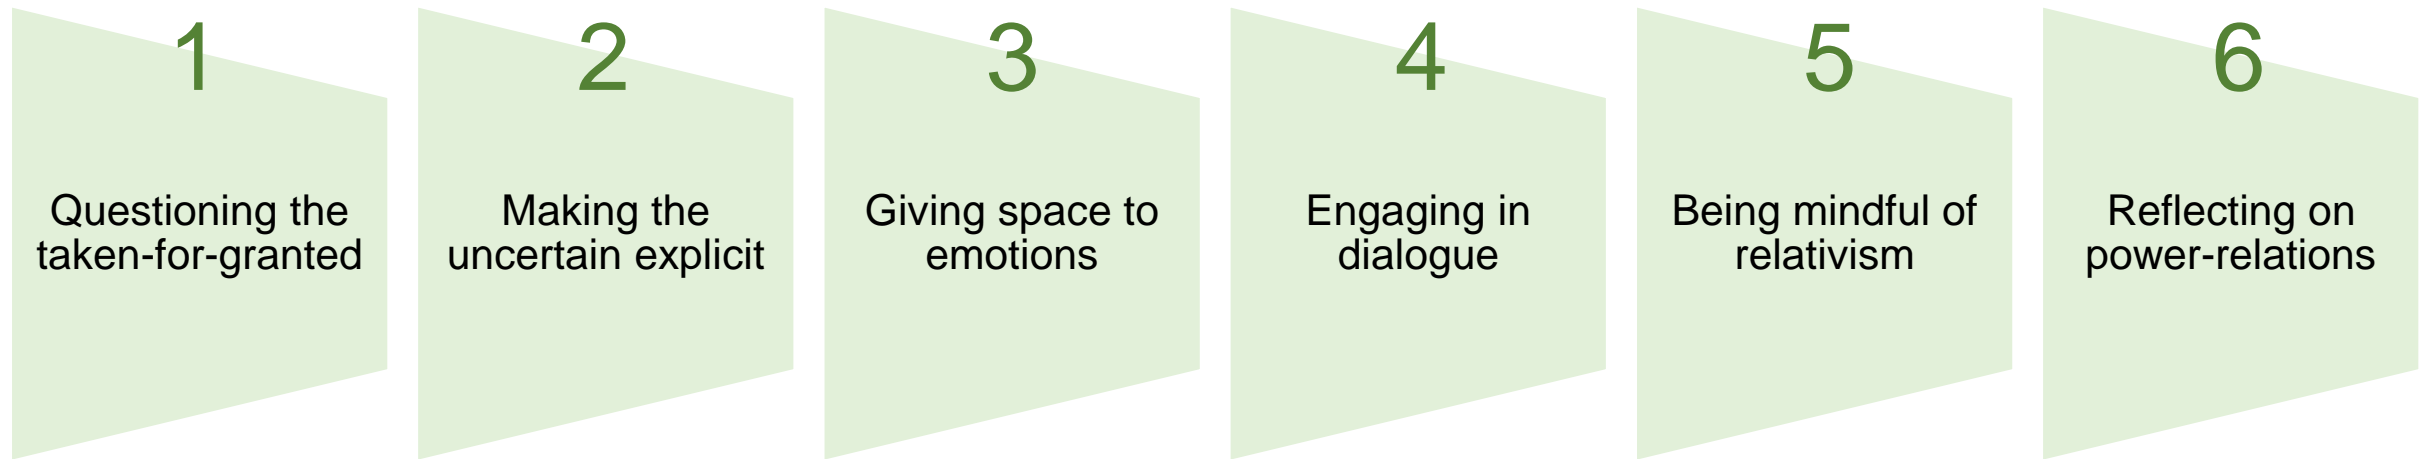 1
Questioning the
taken-for-granted
2
Making the
uncertain explicit
3
Giving space to
emotions
4
Engaging in
dialogue
5
Being mindful of
relativism
6
Reflecting on
power-relations